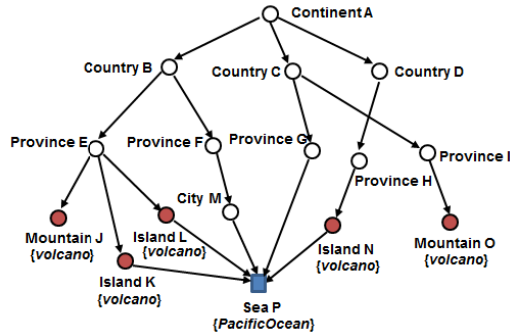 Continent A
Country B
Country C
Country D
Province E
Province F
Province G
Province I
Province H
City M
Mountain J
{volcano}
Island L
{volcano}
Island K
{volcano}
Island N
{volcano}
Mountain O
{volcano}
Sea P
{PacificOcean}